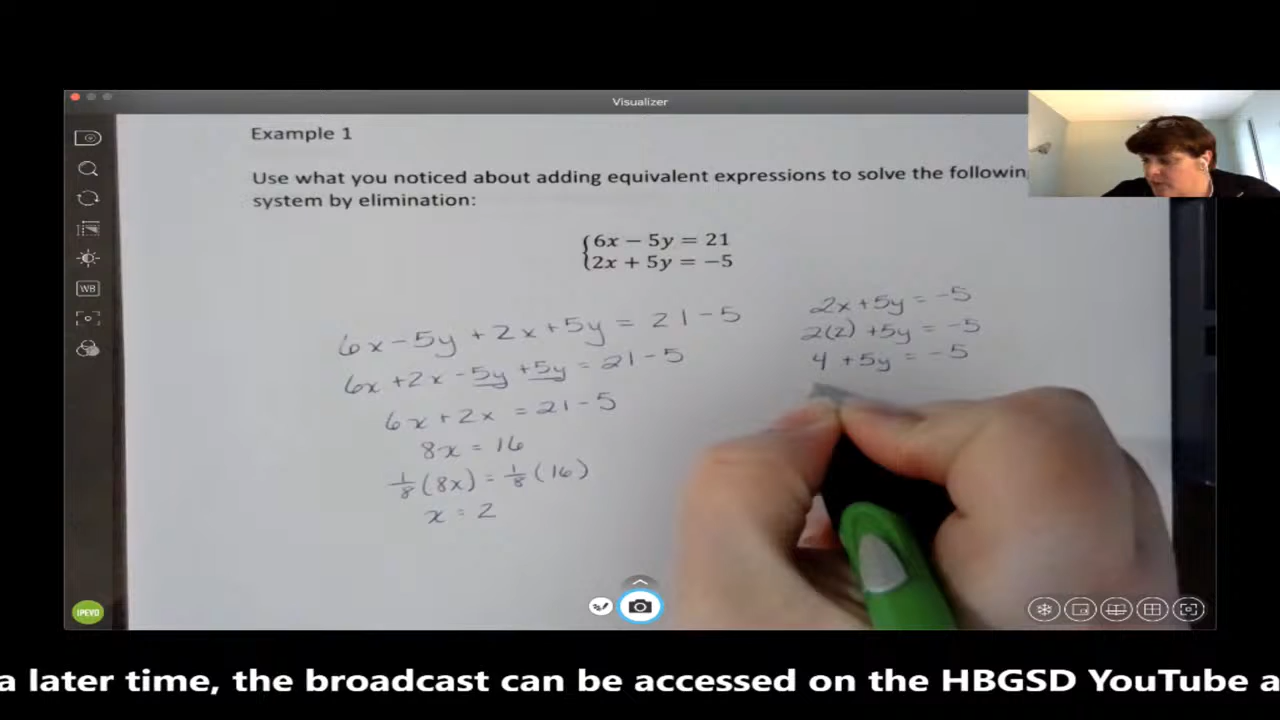 Visualizer
Example 1
Use what you noticed about adding equivalent expressions to solve the
system by elimination:
6x − 5y = 21
2x + 5y = −5
6x − 5y + 2x + 5y = 21 − 5
6x + 2x − 5y + 5y = 21 − 5
6x + 2x = 21 − 5
8x = 16
1/8 (8x) = 1/8 (16)
x = 2
2x + 5y = −5
2(2) + 5y = −5
4 + 5y = −5
WB
IPEVO
a later time, the broadcast can be accessed on the HBGSD YouTube a